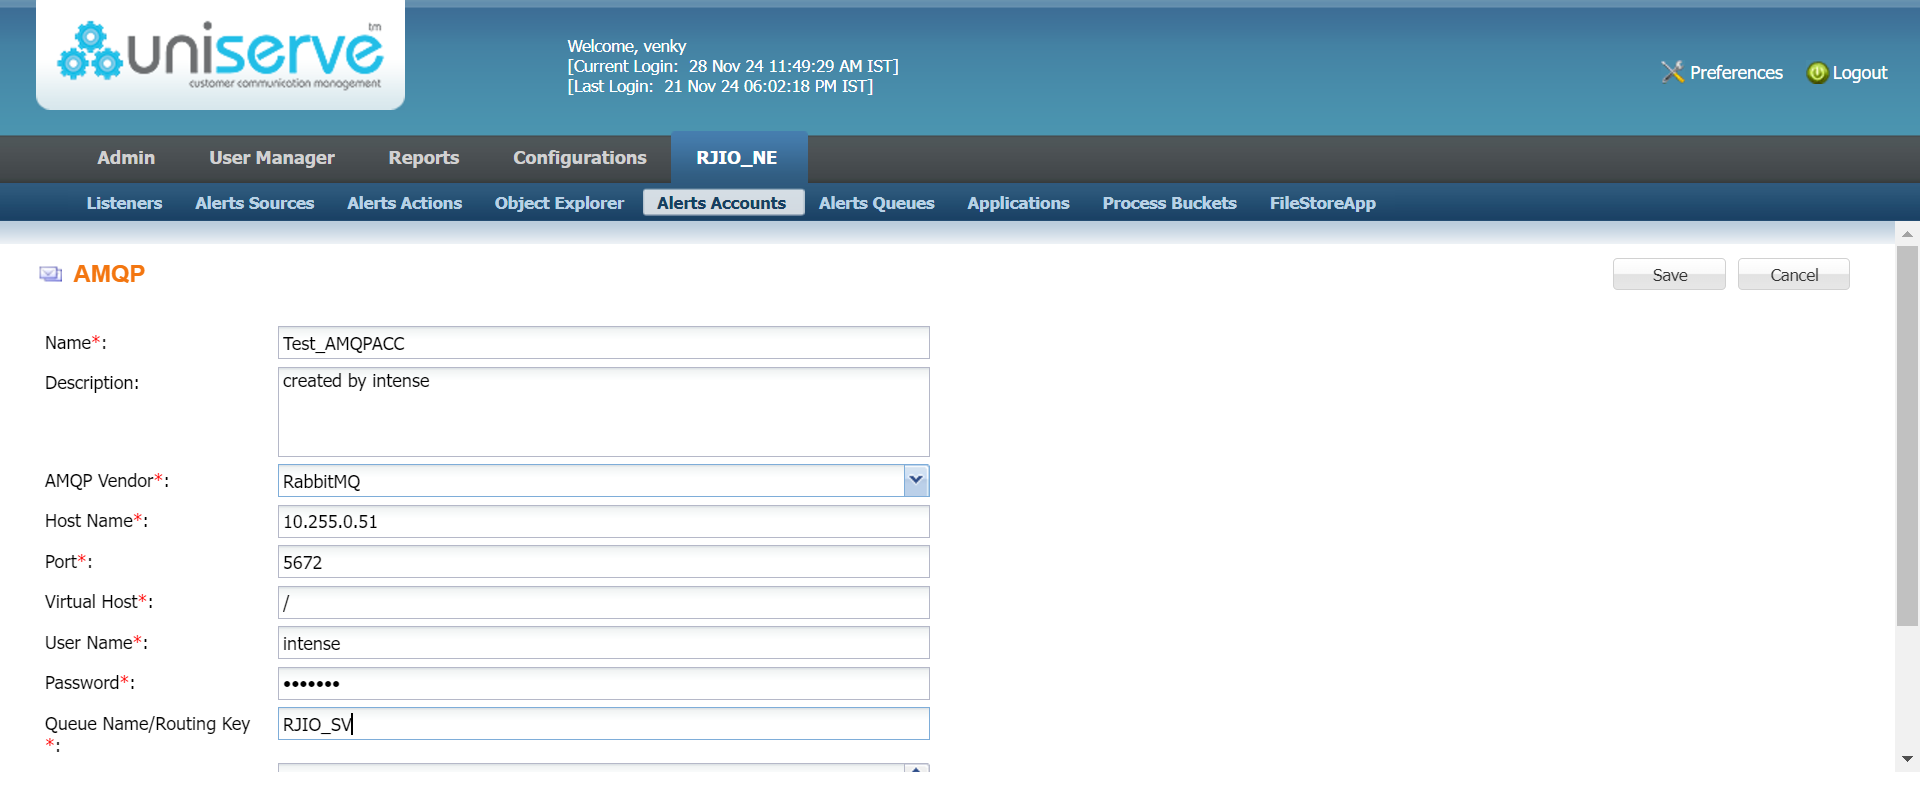 uniserve tm
customer communication management
Welcome, venky
[Current Login: 28 Nov 24 11:49:29 AM IST]
[Last Login: 21 Nov 24 06:02:18 PM IST]
Preferences Logout
Admin User Manager Reports Configurations RJIO_NE
Listeners Alerts Sources Alerts Actions Object Explorer Alerts Accounts Alerts Queues Applications Process Buckets FileStoreApp
AMQP Save Cancel
Name*: Test_AMQPACC
Description: created by intense
AMQP Vendor*: RabbitMQ
Host Name*: 10.255.0.51
Port*: 5672
Virtual Host*: /
User Name*: intense
Password*: •••••••
Queue Name/Routing Key RJIO_SV
*: